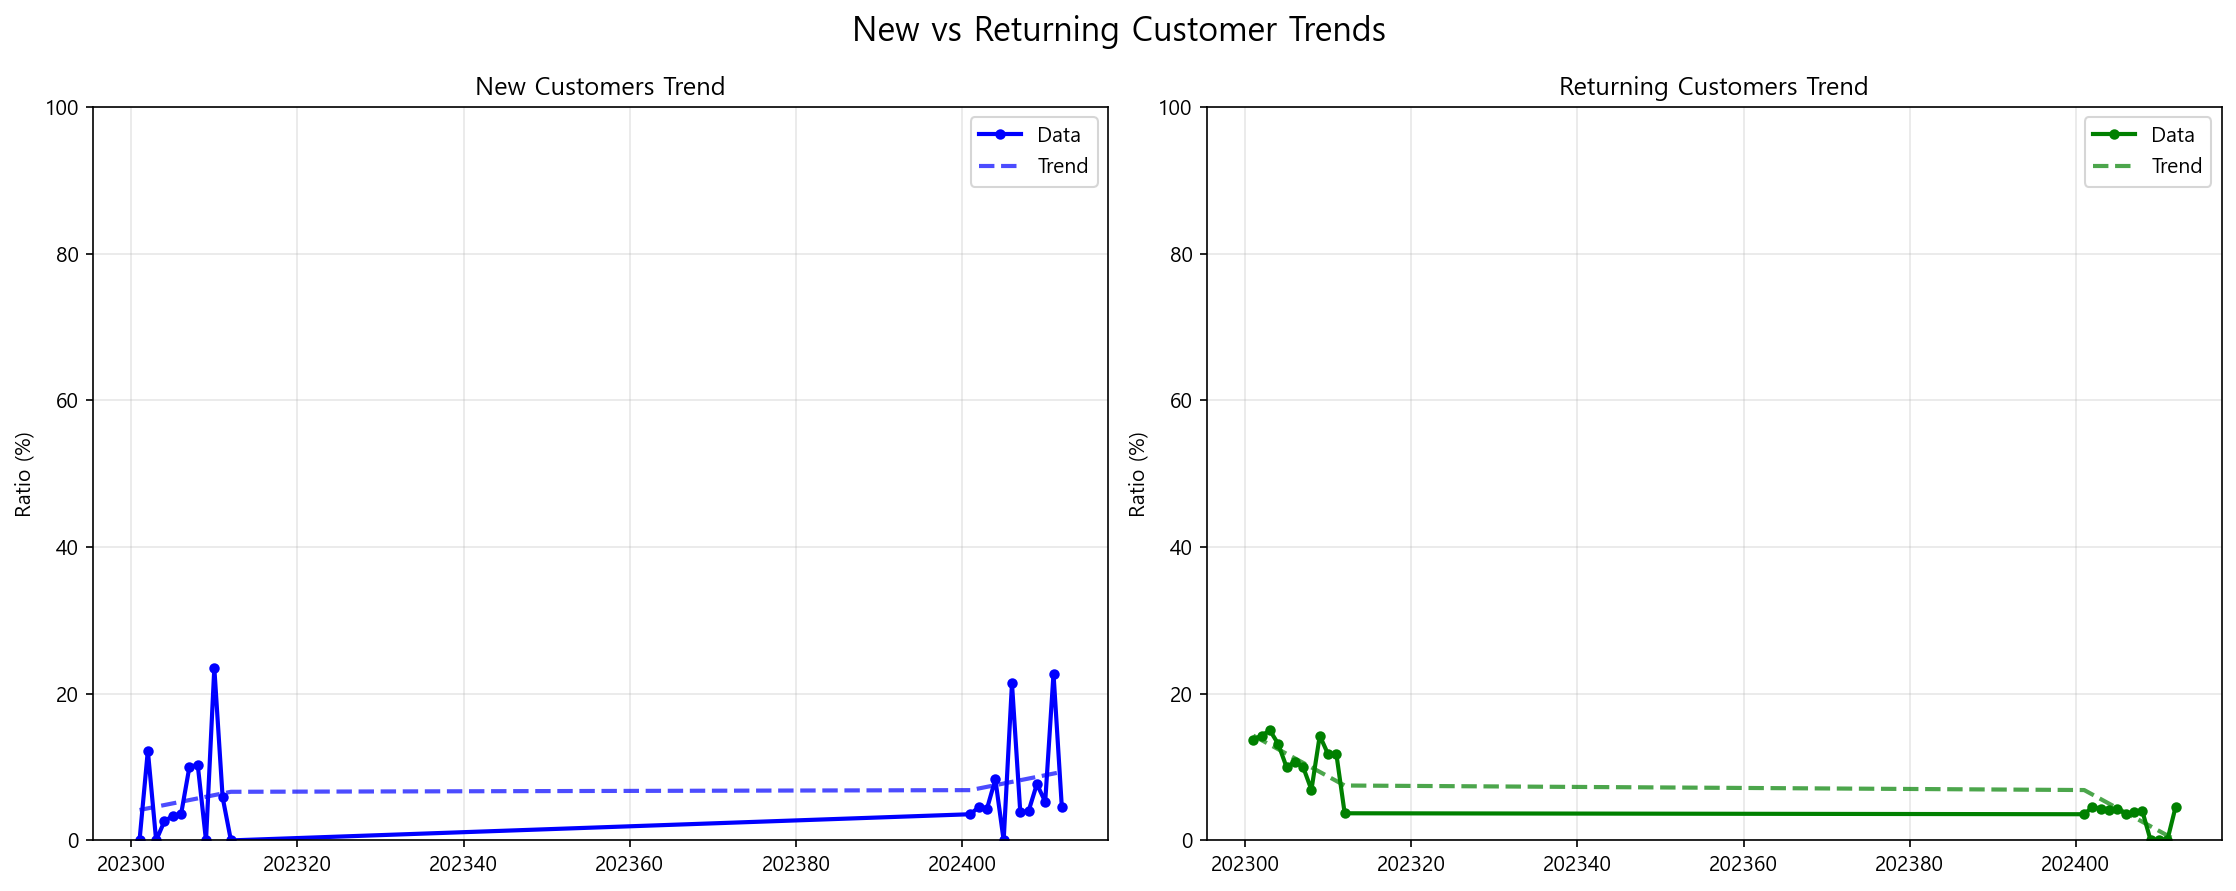 New vs Returning Customer Trends
New Customers Trend
100
80
60
40
20
0
Ratio (%)
202300 202320 202340 202360 202380 202400
Data
Trend
Returning Customers Trend
100
80
60
40
20
0
Ratio (%)
202300 202320 202340 202360 202380 202400
Data
Trend